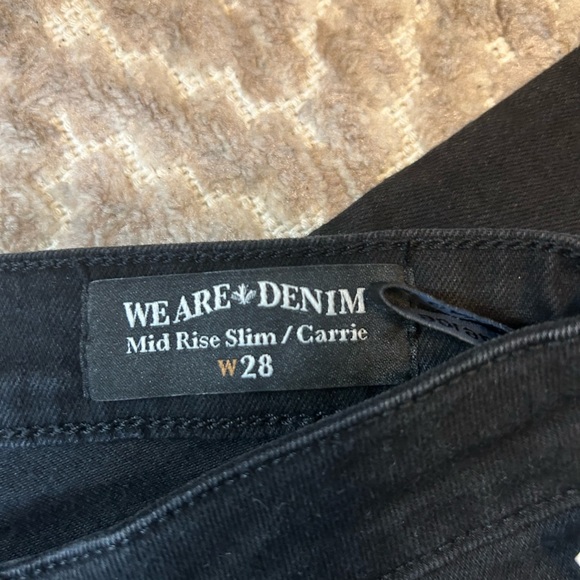 WE ARE DENIM
Mid Rise Slim / Carrie
W28